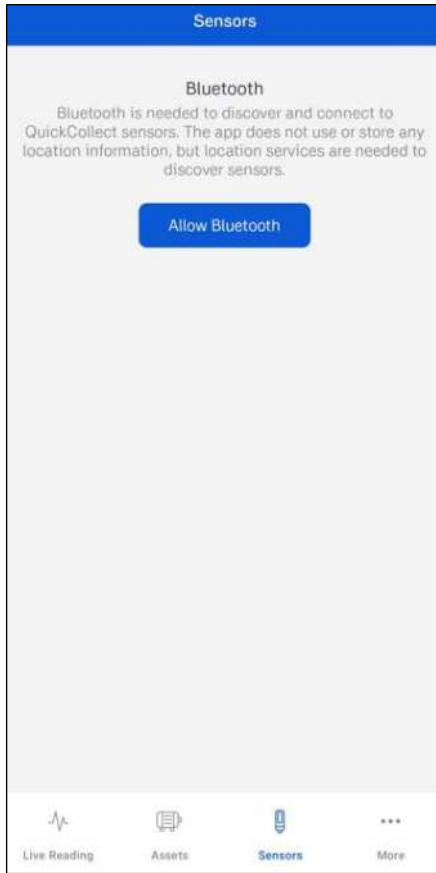 Sensors
Bluetooth
Bluetooth is needed to discover and connect to
QuickCollect sensors. The app does not use or store any
location information, but location services are needed to
discover sensors.
Allow Bluetooth
Live Reading
Assets
Sensors
More